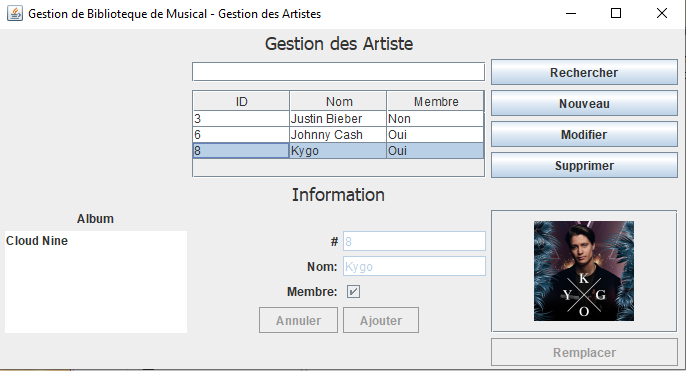 Gestion de Biblioteque de Musical - Gestion des Artistes
Gestion des Artiste
Rechercher
ID Nom Membre
3 Justin Bieber Non
6 Johnny Cash Oui
8 Kygo Oui
Nouveau
Modifier
Supprimer
Information
Album
Cloud Nine
# 8
Nom: Kygo
Membre:
Annuler Ajouter
K
Y G
O
Remplacer